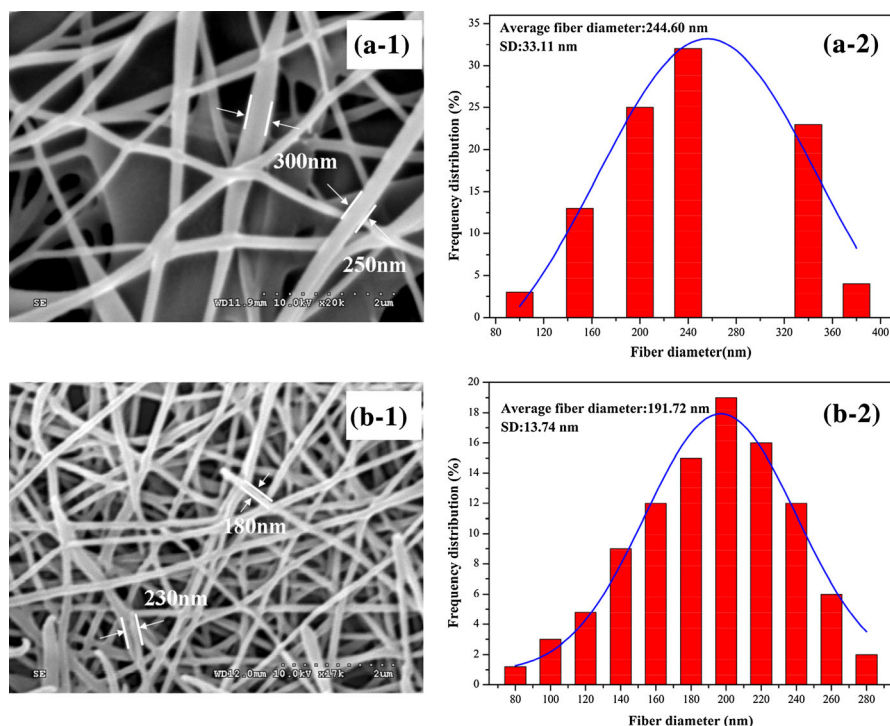 (a-1)
300nm
250nm
SE
WD11.9mm 10.0kV x20k
2um
Average fiber diameter:244.60 nm
SD:33.11 nm
(a-2)
Frequency distribution (%)
35
30
25
20
15
10
5
0
80 120 160 200 240 280 320 360 400
Fiber diameter(nm)
(b-1)
180nm
230nm
SE
WD12.0mm 10.0kV x17k
2um
Average fiber diameter:191.72 nm
SD:13.74 nm
(b-2)
Frequency distribution (%)
20
18
16
14
12
10
8
6
4
2
0
80 100 120 140 160 180 200 220 240 260 280
Fiber diameter (nm)